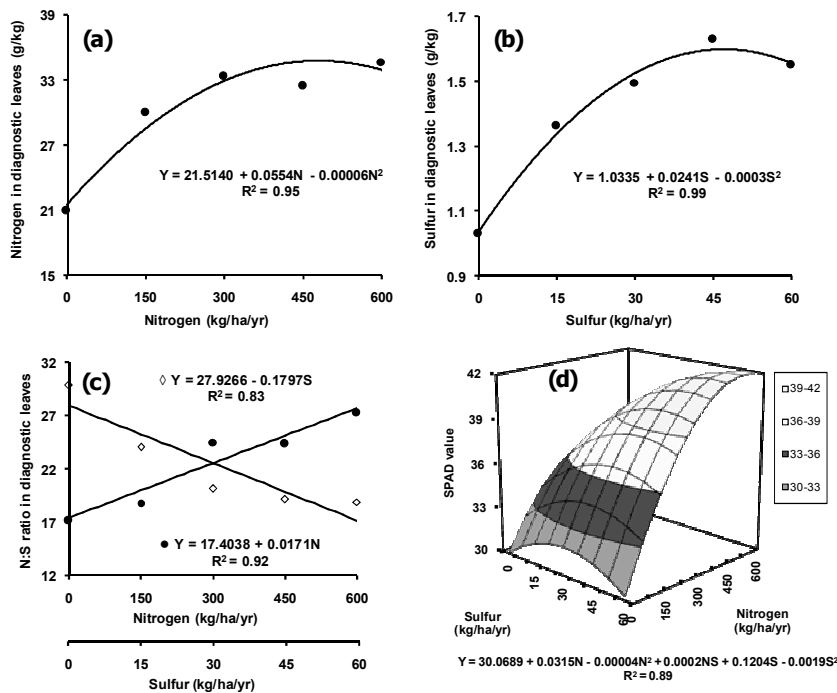 (a)
Nitrogen in diagnostic leaves (g/kg)
39
33
27
21
15
Y = 21.5140 + 0.0554N - 0.00006N²
R² = 0.95
0 150 300 450 600
Nitrogen (kg/ha/yr)
(b)
Sulfur in diagnostic leaves (g/kg)
1.7
1.5
1.3
1.1
0.9
Y = 1.0335 + 0.0241S - 0.0003S²
R² = 0.99
0 15 30 45 60
Sulfur (kg/ha/yr)
(c)
N:S ratio in diagnostic leaves
32
27
22
17
12
Y = 27.9266 - 0.1797S
R² = 0.83
Y = 17.4038 + 0.0171N
R² = 0.92
0 150 300 450 600
Nitrogen (kg/ha/yr)
0 15 30 45 60
Sulfur (kg/ha/yr)
(d)
SPAD value
42
39
36
33
30
39-42
36-39
33-36
30-33
0 15 30 45 60
Sulfur
(kg/ha/yr)
0 150 300 450 600
Nitrogen
(kg/ha/yr)
Y = 30.0689 + 0.0315N - 0.00004N² + 0.0002NS + 0.1204S - 0.0019S²
R² = 0.89